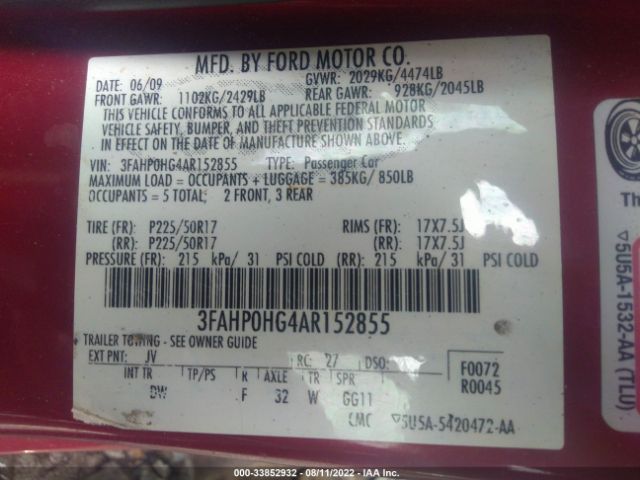 MFD. BY FORD MOTOR CO.
DATE: 06/09 GVWR: 2029KG/4474LB
FRONT GAWR: 1102KG/2429LB REAR GAWR: 928KG/2045LB
THIS VEHICLE CONFORMS TO ALL APPLICABLE FEDERAL MOTOR
VEHICLE SAFETY, BUMPER, AND THEFT PREVENTION STANDARDS
IN EFFECT ON THE DATE OF MANUFACTURE SHOWN ABOVE.
VIN: 3FAHP0HG4AR152855 TYPE: Passenger Car
MAXIMUM LOAD = OCCUPANTS + LUGGAGE = 385KG/ 850LB
OCCUPANTS = 5 TOTAL; 2 FRONT, 3 REAR
TIRE (FR): P225/50R17 RIMS (FR): 17X7.5J
(RR): P225/50R17 (RR): 17X7.5J
PRESSURE (FR): 215 kPa/ 31 PSI COLD (RR): 215 kPa/ 31 PSI COLD
3FAHP0HG4AR152855
TRAILER TOWING - SEE OWNER GUIDE
EXT PNT: JV RC: 27 DSO: F0072
INT TR TP/PS R AXLE TR SPR R0045
DW F 32 W GG11
CMC ▽5U5A-5420472-AA
Th
▽5U5A-1532-AA (TLU)
000-33852932 - 08/11/2022 - IAA Inc.